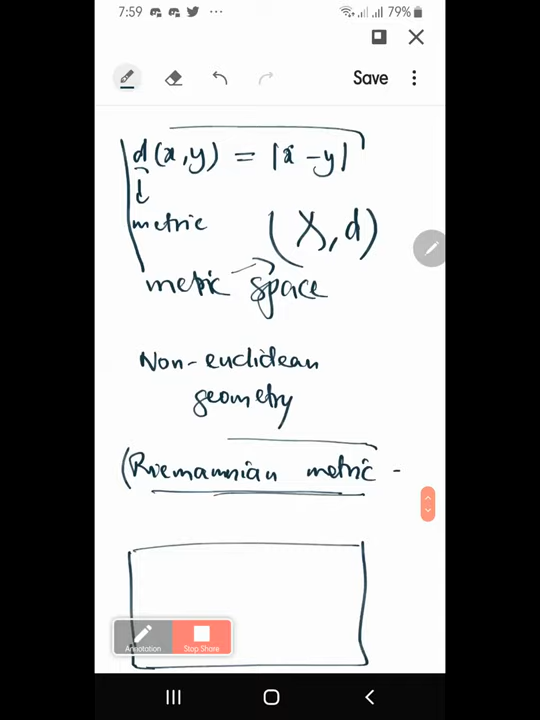 7:59 79%
Save
d(x,y) = |x-y|
metric (X,d)
metric space
Non-euclidean
geometry
(Riemannian metric -
Annotation Stop Share